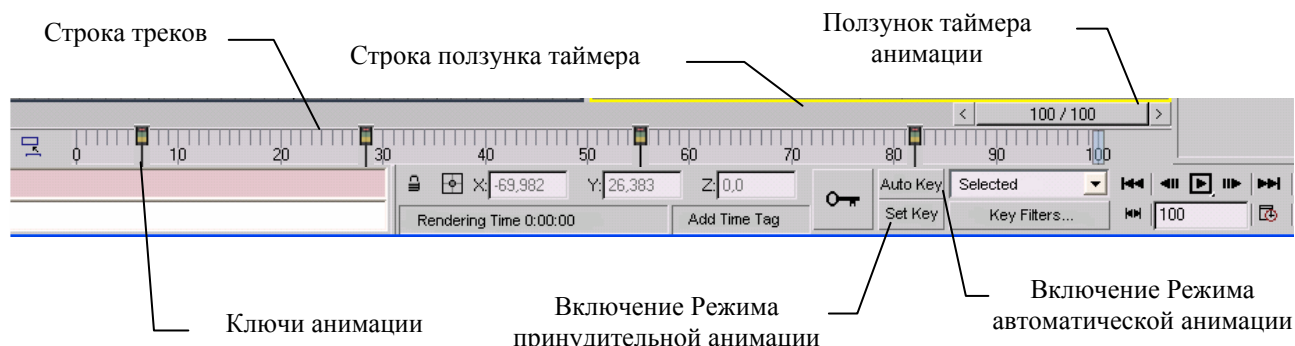 Строка треков
Строка ползунка таймера
Ползунок таймера
анимации
< 100 / 100 >
0 10 20 30 40 50 60 70 80 90 100
X: -69,982 Y: 26,383 Z: 0,0
Auto Key Selected
Set Key Key Filters...
100
Rendering Time 0:00:00 Add Time Tag
Ключи анимации
Включение Режима
принудительной анимации
Включение Режима
автоматической анимации